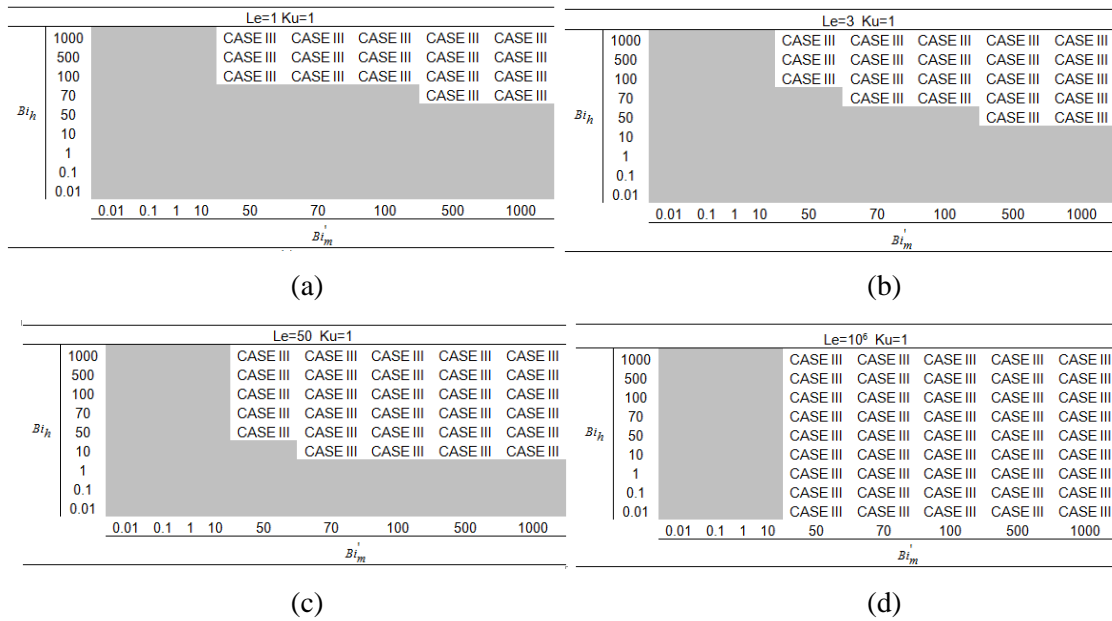 Le=1 Ku=1
1000 CASE III CASE III CASE III CASE III CASE III
500 CASE III CASE III CASE III CASE III CASE III
100 CASE III CASE III CASE III CASE III CASE III
70 CASE III CASE III
Bi_h 50
10
1
0.1
0.01
0.01 0.1 1 10 50 70 100 500 1000
Bi'_m
(a)
Le=3 Ku=1
1000 CASE III CASE III CASE III CASE III CASE III
500 CASE III CASE III CASE III CASE III CASE III
100 CASE III CASE III CASE III CASE III CASE III
70 CASE III CASE III CASE III CASE III
Bi_h 50 CASE III CASE III
10
1
0.1
0.01
0.01 0.1 1 10 50 70 100 500 1000
Bi'_m
(b)
Le=50 Ku=1
1000 CASE III CASE III CASE III CASE III CASE III
500 CASE III CASE III CASE III CASE III CASE III
100 CASE III CASE III CASE III CASE III CASE III
70 CASE III CASE III CASE III CASE III CASE III
Bi_h 50 CASE III CASE III CASE III CASE III CASE III
10 CASE III CASE III CASE III CASE III
1
0.1
0.01
0.01 0.1 1 10 50 70 100 500 1000
Bi'_m
(c)
Le=10⁶ Ku=1
1000 CASE III CASE III CASE III CASE III CASE III
500 CASE III CASE III CASE III CASE III CASE III
100 CASE III CASE III CASE III CASE III CASE III
70 CASE III CASE III CASE III CASE III CASE III
Bi_h 50 CASE III CASE III CASE III CASE III CASE III
10 CASE III CASE III CASE III CASE III CASE III
1 CASE III CASE III CASE III CASE III CASE III
0.1 CASE III CASE III CASE III CASE III CASE III
0.01 CASE III CASE III CASE III CASE III CASE III
0.01 0.1 1 10 50 70 100 500 1000
Bi'_m
(d)